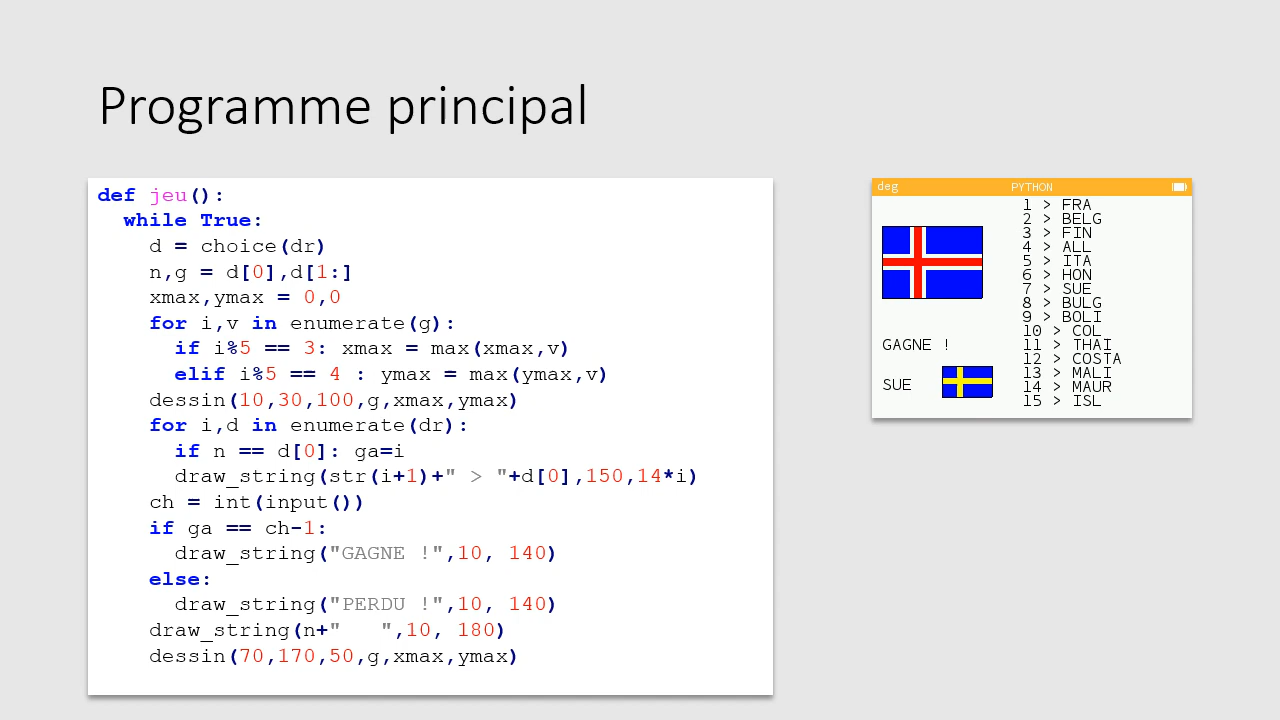 Programme principal
def jeu():
  while True:
    d = choice(dr)
    n,g = d[0],d[1:]
    xmax,ymax = 0,0
    for i,v in enumerate(g):
      if i%5 == 3: xmax = max(xmax,v)
      elif i%5 == 4 : ymax = max(ymax,v)
    dessin(10,30,100,g,xmax,ymax)
    for i,d in enumerate(dr):
      if n == d[0]: ga=i
      draw_string(str(i+1)+" > "+d[0],150,14*i)
    ch = int(input())
    if ga == ch-1:
      draw_string("GAGNE !",10, 140)
    else:
      draw_string("PERDU !",10, 140)
    draw_string(n+"   ",10, 180)
    dessin(70,170,50,g,xmax,ymax)
deg PYTHON
1 > FRA
2 > BELG
3 > FIN
4 > ALL
5 > ITA
6 > HON
7 > SUE
8 > BULG
9 > BOLI
10 > COL
11 > THAI
12 > COSTA
13 > MALI
14 > MAUR
15 > ISL
GAGNE !
SUE